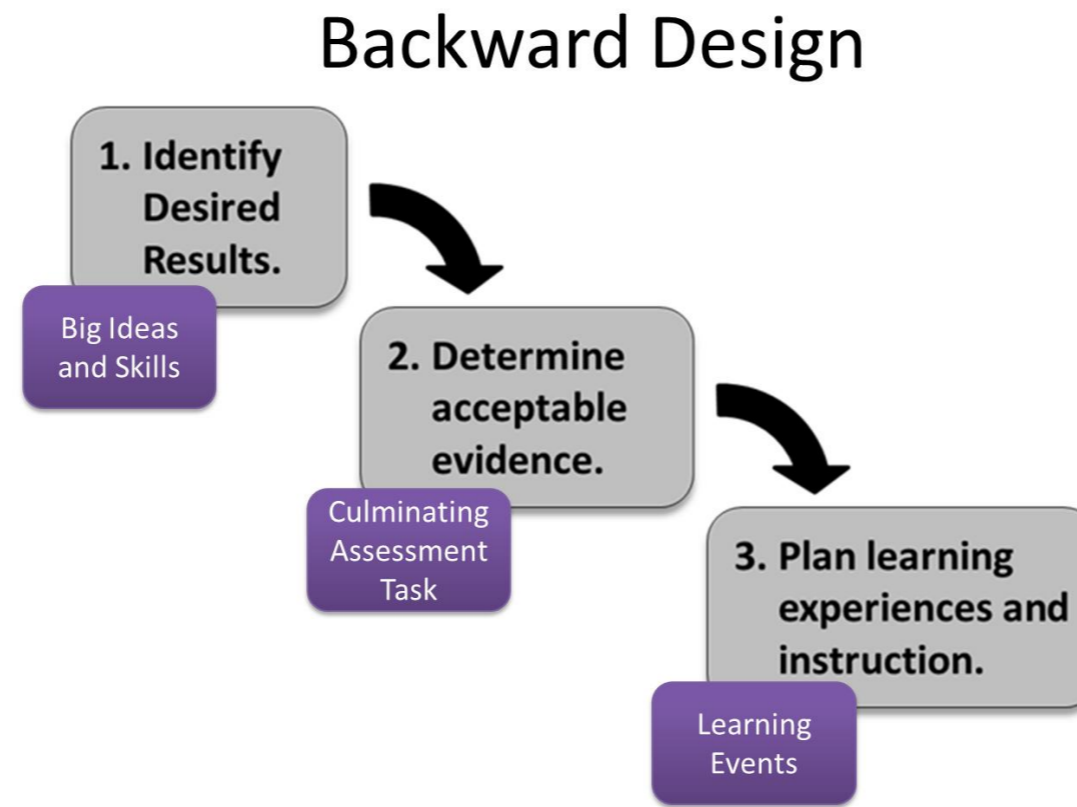 Backward Design
1. Identify
Desired
Results.
Big Ideas
and Skills
2. Determine
acceptable
evidence.
Culminating
Assessment
Task
3. Plan learning
experiences and
instruction.
Learning
Events